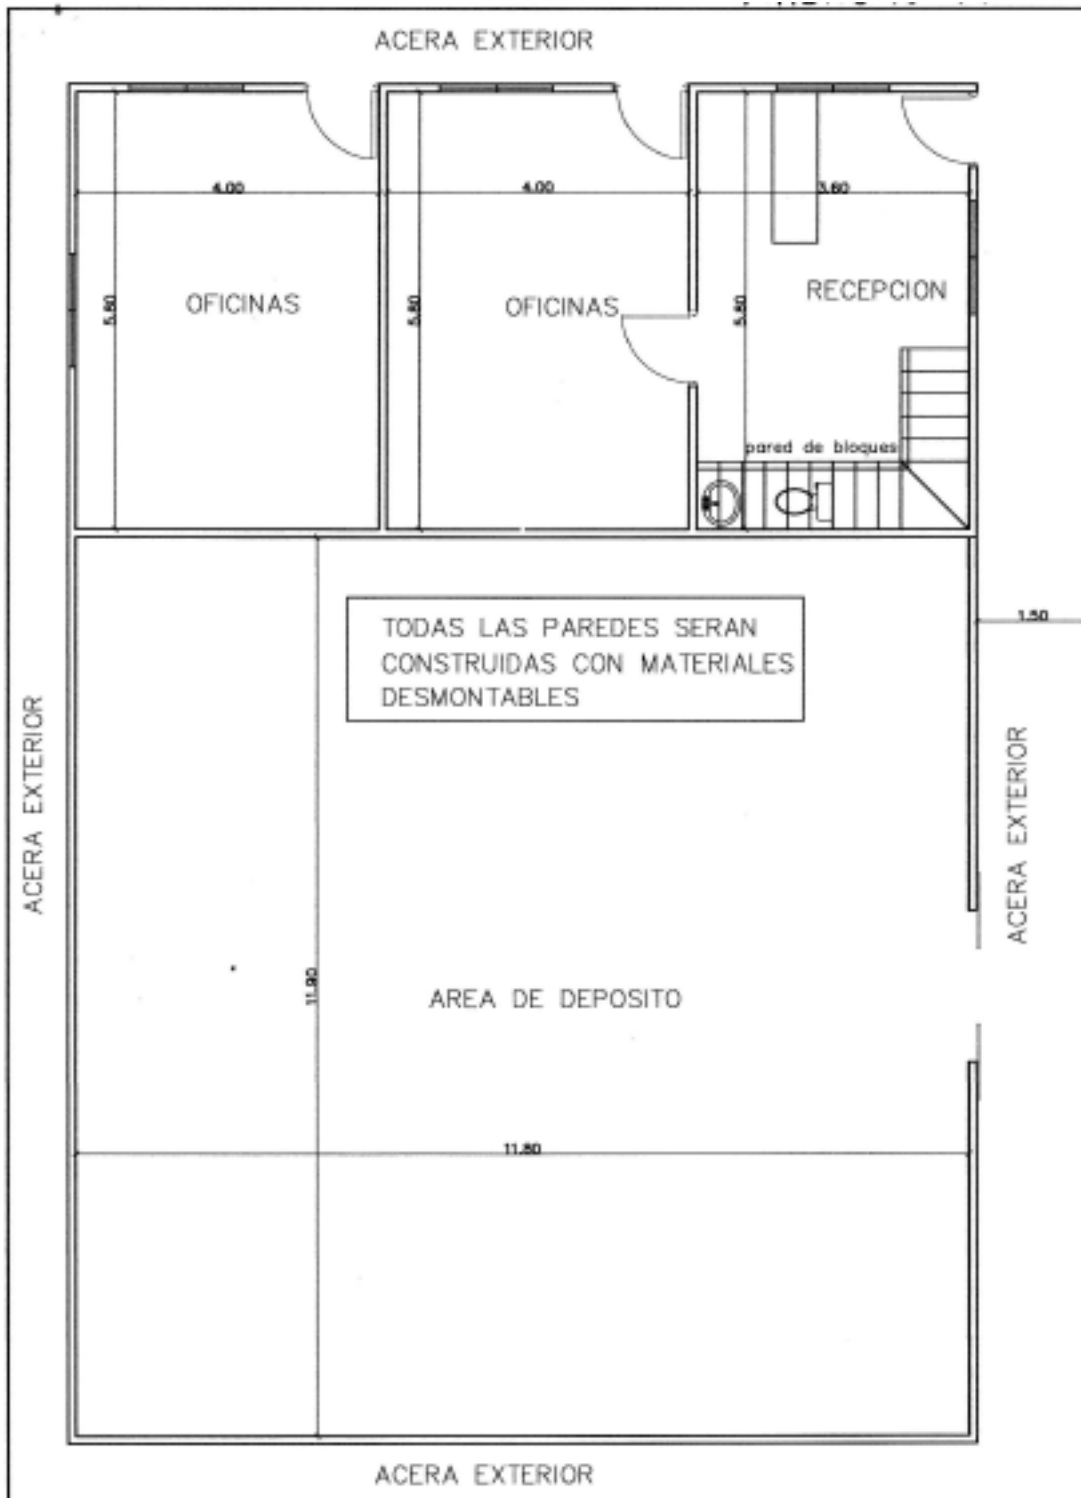 ACERA EXTERIOR
4.00
4.00
3.60
5.80
OFICINAS
5.80
OFICINAS
5.80
RECEPCION
pared de bloques
TODAS LAS PAREDES SERAN
CONSTRUIDAS CON MATERIALES
DESMONTABLES
1.50
ACERA EXTERIOR
ACERA EXTERIOR
11.90
AREA DE DEPOSITO
11.80
ACERA EXTERIOR